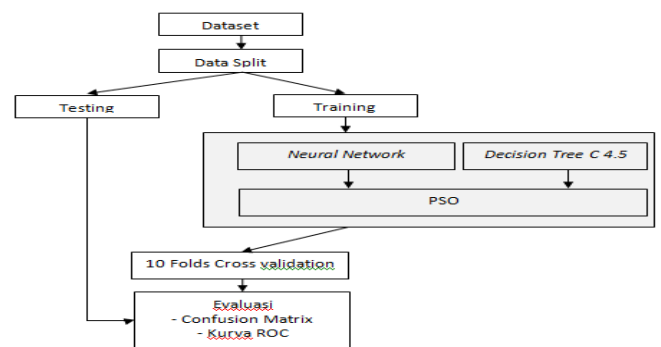 Dataset
Data Split
Testing
Training
Neural Network
Decision Tree C 4.5
PSO
10 Folds Cross validation
Evaluasi
- Confusion Matrix
- Kurva ROC